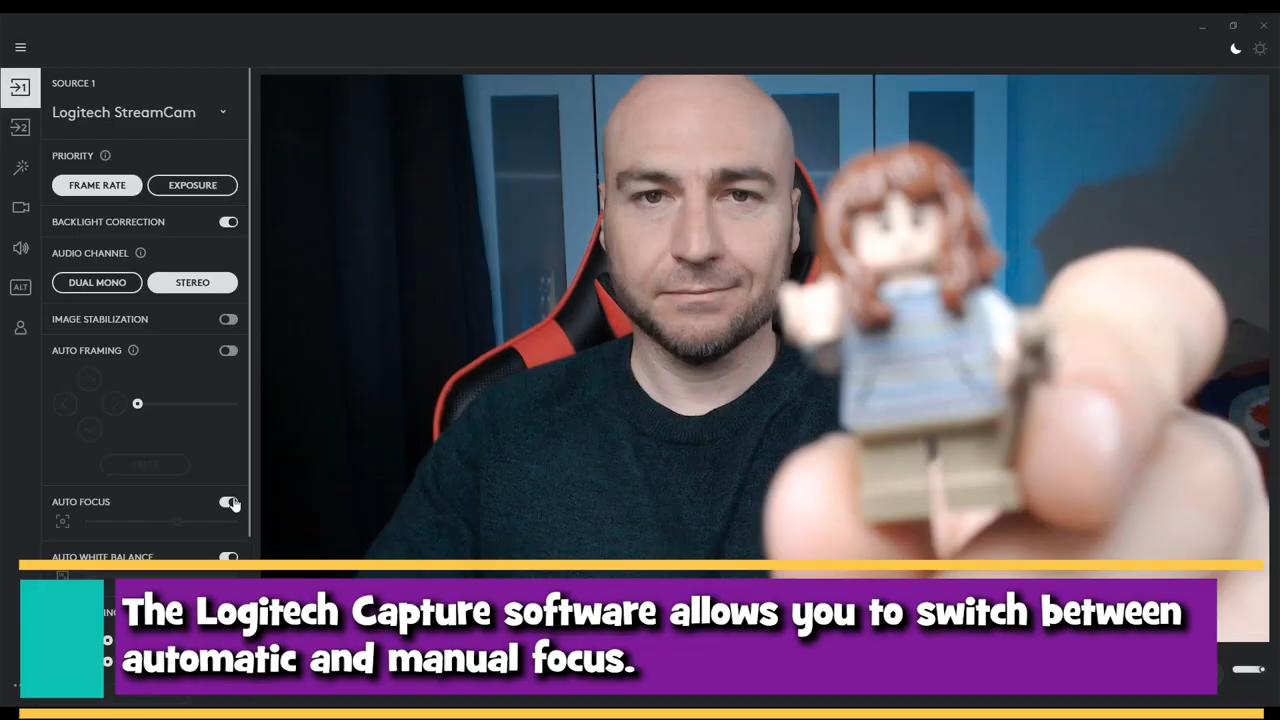 SOURCE 1
Logitech StreamCam
PRIORITY
FRAME RATE
EXPOSURE
BACKLIGHT CORRECTION
AUDIO CHANNEL
DUAL MONO
STEREO
ALT
IMAGE STABILIZATION
AUTO FRAMING
AUTO FOCUS
AUTO WHITE BALANCE
The Logitech Capture software allows you to switch between
automatic and manual focus.